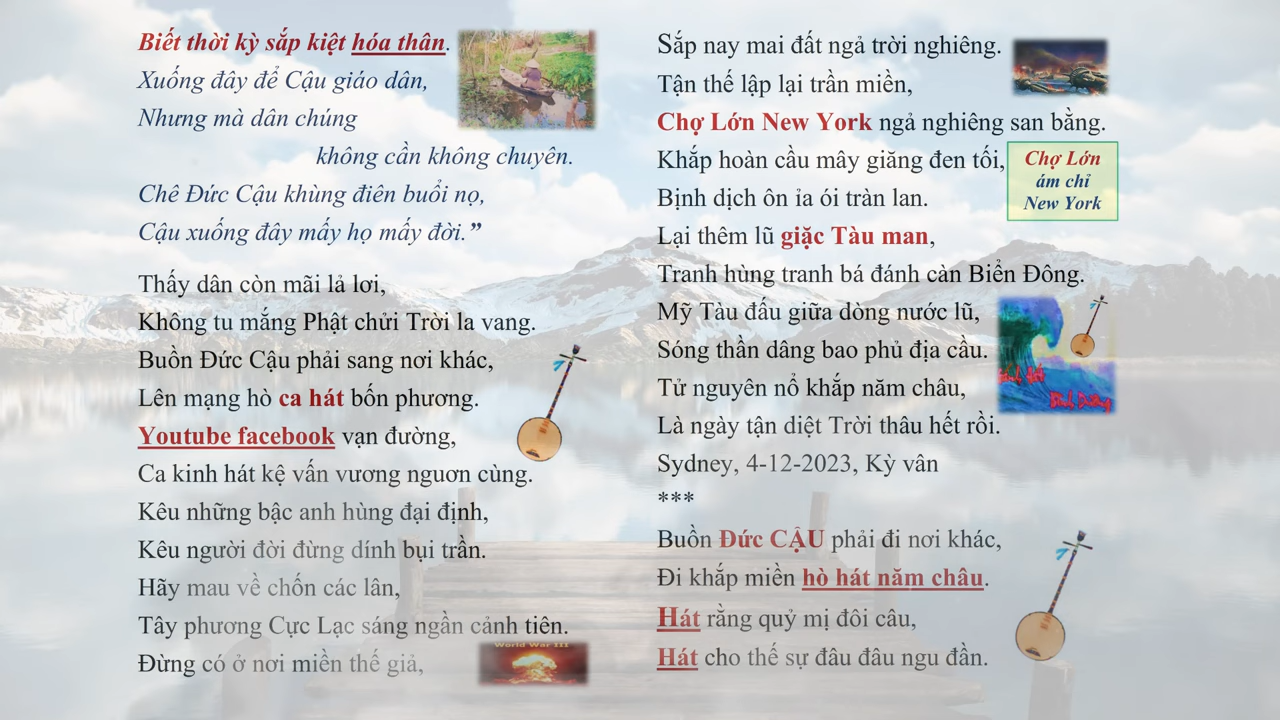 Biết thời kỳ sắp kiệt hóa thân.
Xuống đây để Cậu giáo dân,
Nhưng mà dân chúng
không cần không chuyên.
Chê Đức Cậu khùng điên buổi nọ,
Cậu xuống đây mấy họ mấy đời.”
Thấy dân còn mãi lả lơi,
Không tu mắng Phật chửi Trời la vang.
Buồn Đức Cậu phải sang nơi khác,
Lên mạng hò ca hát bốn phương.
Youtube facebook vạn đường,
Ca kinh hát kệ vấn vương nguơn cùng.
Kêu những bậc anh hùng đại định,
Kêu người đời đừng dính bụi trần.
Hãy mau về chốn các lân,
Tây phương Cực Lạc sáng ngần cảnh tiên.
Đừng có ở nơi miền thế giả,
World War III
Sắp nay mai đất ngả trời nghiêng.
Tận thế lập lại trần miền,
Chợ Lớn New York ngả nghiêng san bằng.
Khắp hoàn cầu mây giăng đen tối,
Chợ Lớn
ám chỉ
New York
Bịnh dịch ôn ỉa ói tràn lan.
Lại thêm lũ giặc Tàu man,
Tranh hùng tranh bá đánh càn Biển Đông.
Mỹ Tàu đấu giữa dòng nước lũ,
Sóng thần dâng bao phủ địa cầu.
Tử nguyên nổ khắp năm châu,
Là ngày tận diệt Trời thâu hết rồi.
Sydney, 4-12-2023, Kỳ vân
***
Buồn Đức CẬU phải đi nơi khác,
Đi khắp miền hò hát năm châu.
Hát rằng quỷ mị đôi câu,
Hát cho thế sự đâu đâu ngu đần.